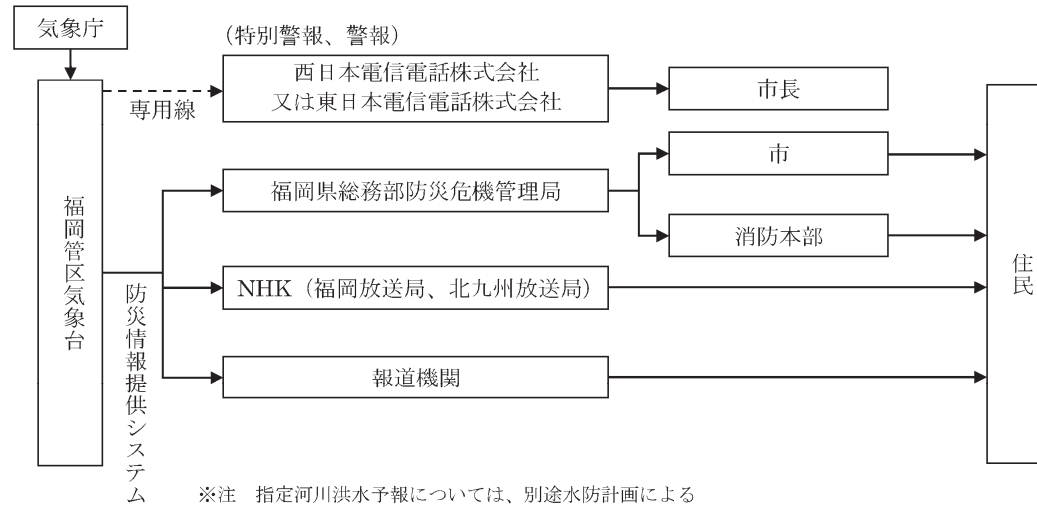 気象庁
（特別警報、警報）
西日本電信電話株式会社
又は東日本電信電話株式会社
専用線
市長
市
福岡県総務部防災危機管理局
消防本部
福岡管区気象台
NHK（福岡放送局、北九州放送局）
住民
防災情報提供システム
報道機関
※注　指定河川洪水予報については、別途水防計画による